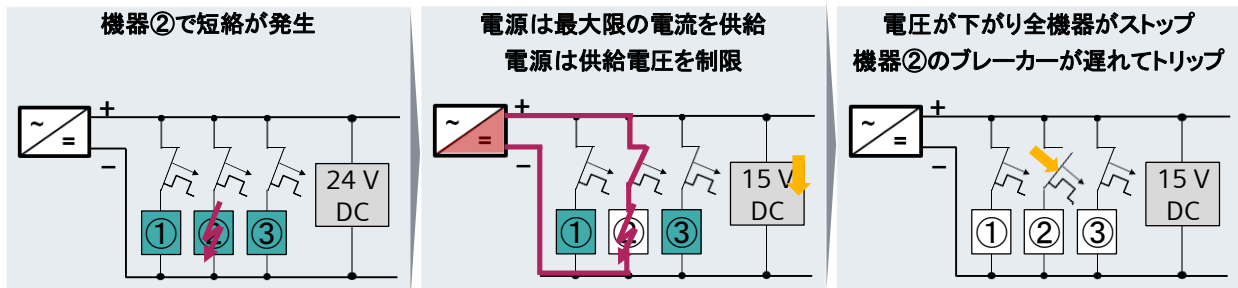 機器②で短絡が発生
+
~
=
−
24 V
DC
①
②
③
電源は最大限の電流を供給
電源は供給電圧を制限
+
~
=
−
15 V
DC
①
②
③
電圧が下がり全機器がストップ
機器②のブレーカーが遅れてトリップ
+
~
=
−
15 V
DC
①
②
③